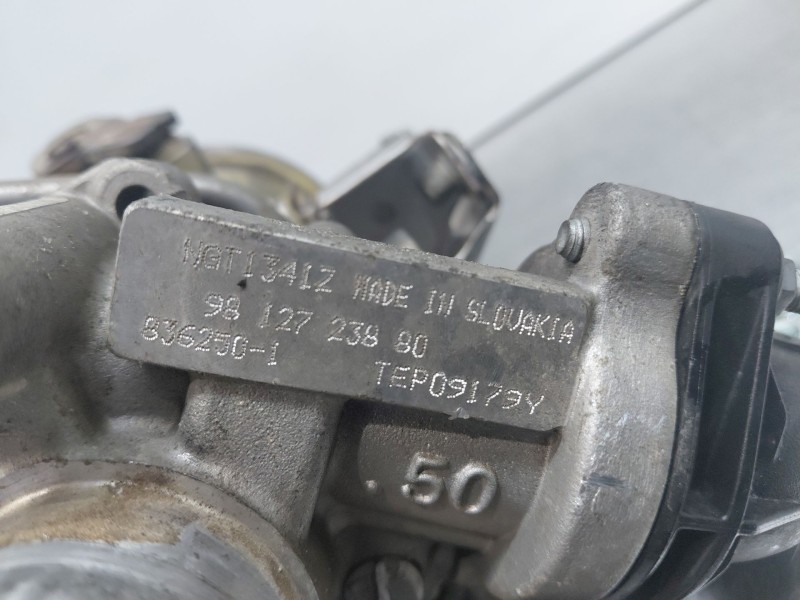 NGT1341Z MADE IN SLOVAKIA
98 127 238 80
836250-1
TEP09179Y
.50